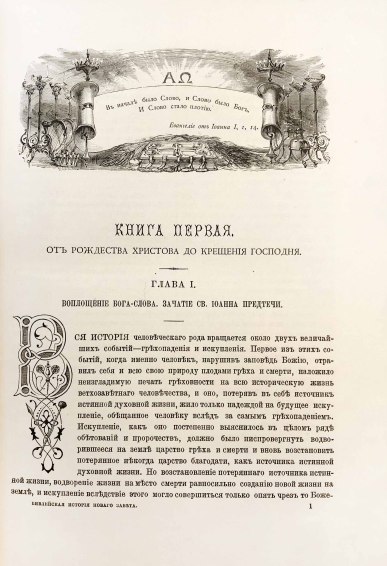 ΑΩ
Въ началѣ было Слово, и Слово было Богъ,
И Слово стало плотію.
Евангеліе отъ Іоанна I, 1, 14.
КНИГА ПЕРВАЯ.
ОТЪ РОЖДЕСТВА ХРИСТОВА ДО КРЕЩЕНІЯ ГОСПОДНЯ.
ГЛАВА I.
ВОПЛОЩЕНІЕ БОГА-СЛОВА. ЗАЧАТІЕ СВ. ІОАННА ПРЕДТЕЧИ.
ВСЯ ИСТОРІЯ человѣческаго рода вращается около двухъ величай-
шихъ событій—грѣхопаденія и искупленія. Первое изъ этихъ со-
бытій, когда именно человѣкъ, нарушивъ заповѣдь Божію, отра-
вилъ себя и всю свою природу плодами грѣха и смерти, наложило
неизгладимую печать грѣховности на всю историческую жизнь
ветхозавѣтнаго человѣчества, и оно, потерявъ въ себѣ источникъ
истинной духовной жизни, жило только надеждой на будущее иску-
пленіе, обѣщанное человѣку вслѣдъ за самымъ грѣхопаденіемъ.
Искупленіе, какъ оно постепенно выяснилось въ цѣломъ рядѣ
обѣтованій и пророчествъ, должно было ниспровергнуть водво-
рившееся на землѣ царство грѣха и смерти и вновь возстановить
потерянное нѣкогда царство благодати, какъ источника истинной
духовной жизни. Но возстановленіе потеряннаго источника истин-
ной жизни, водвореніе жизни на мѣсто смерти равносильно созданію новой жизни на
землѣ, и искупленіе вслѣдствіе этого могло совершиться только опять чрезъ то Боже-
БИБЛЕЙСКАЯ ИСТОРІЯ НОВАГО ЗАВѢТА.
1